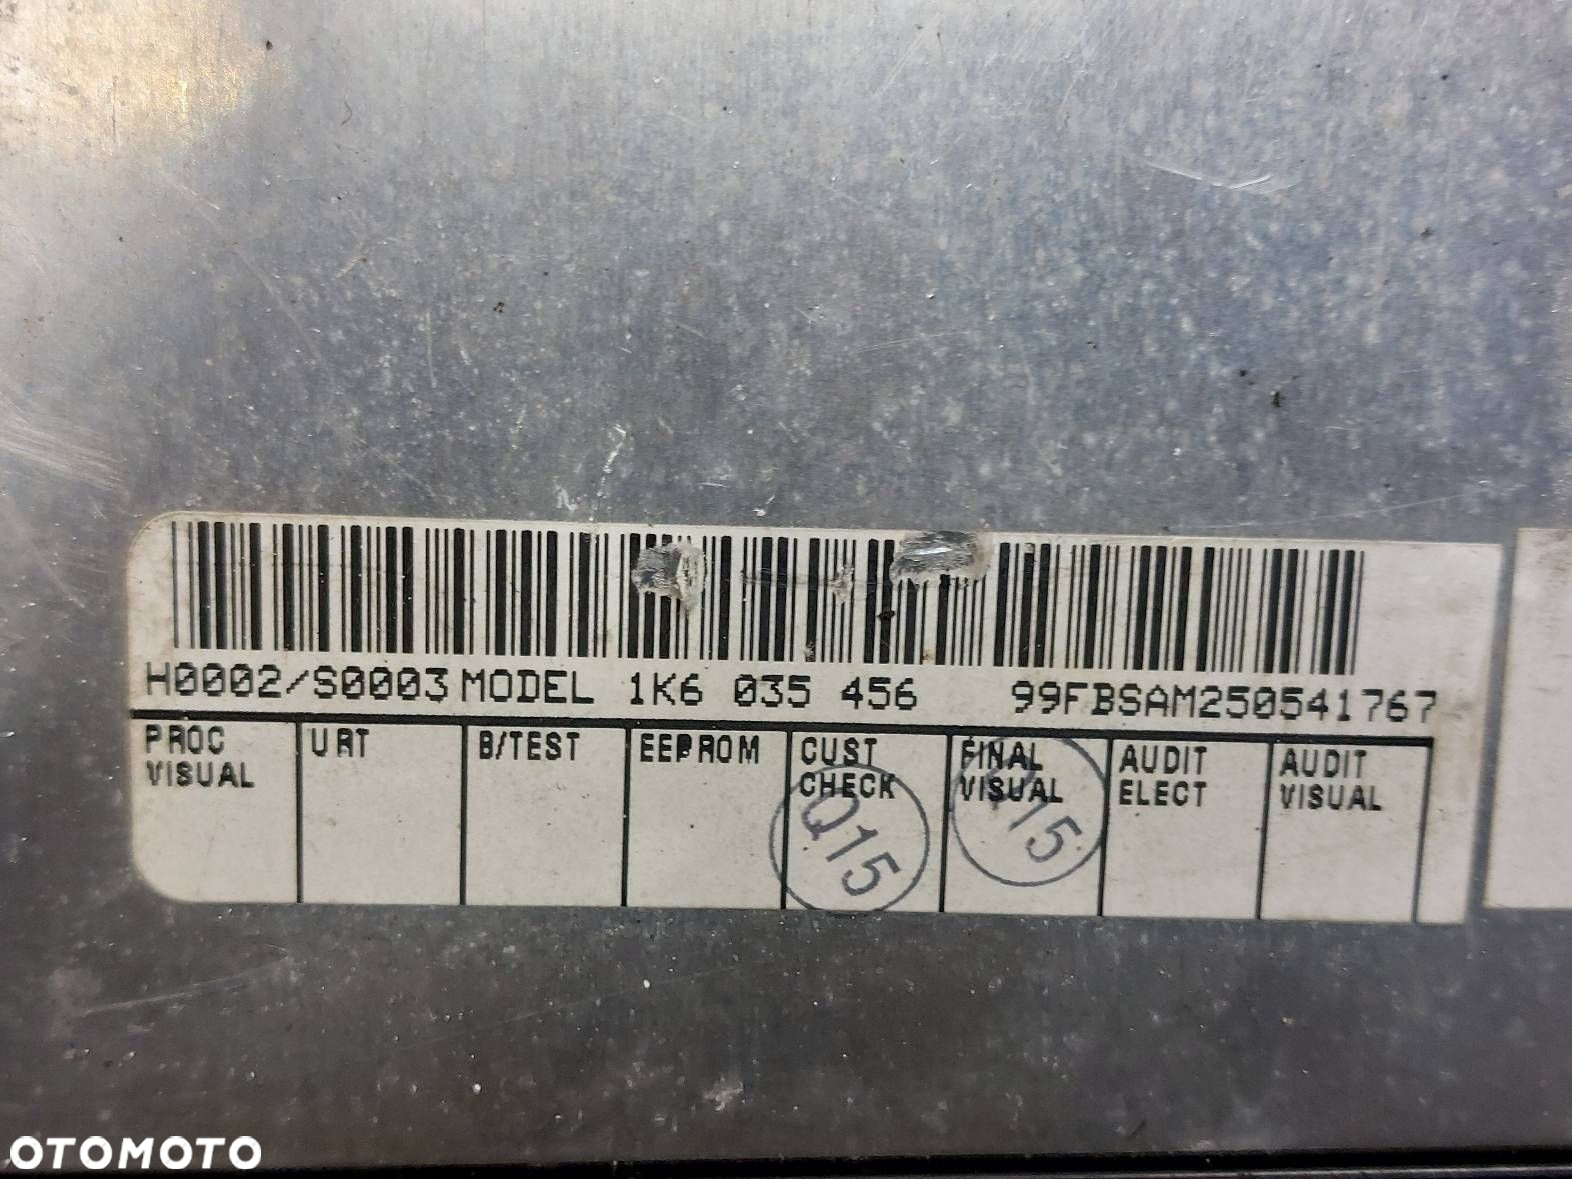 H0002/S0003 MODEL 1K6 035 456 99FBSAM250541767
PROC VISUAL
URT
B/TEST
EEPROM
CUST CHECK
FINAL VISUAL
AUDIT ELECT
AUDIT VISUAL
Q15
15
OTOMOTO